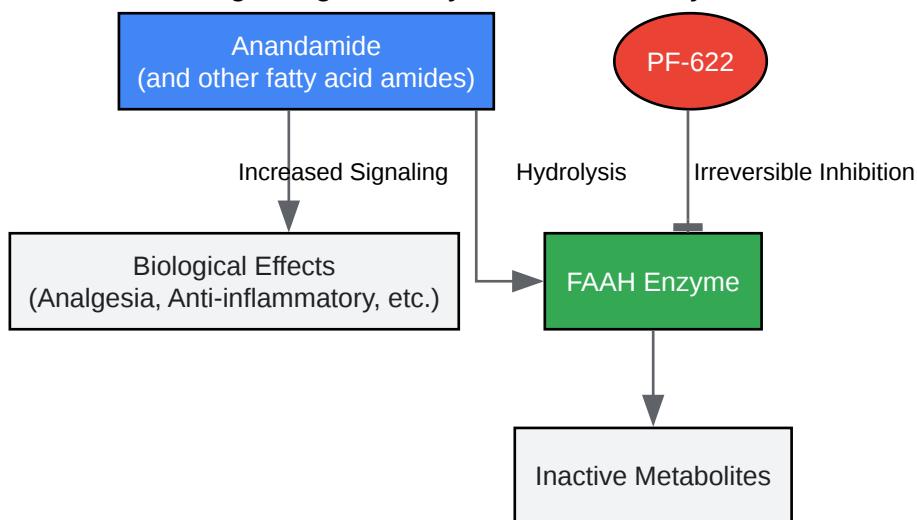 Anandamide
(and other fatty acid amides)
PF-622
Increased Signaling
Hydrolysis
Irreversible Inhibition
Biological Effects
(Analgesia, Anti-inflammatory, etc.)
FAAH Enzyme
Inactive Metabolites